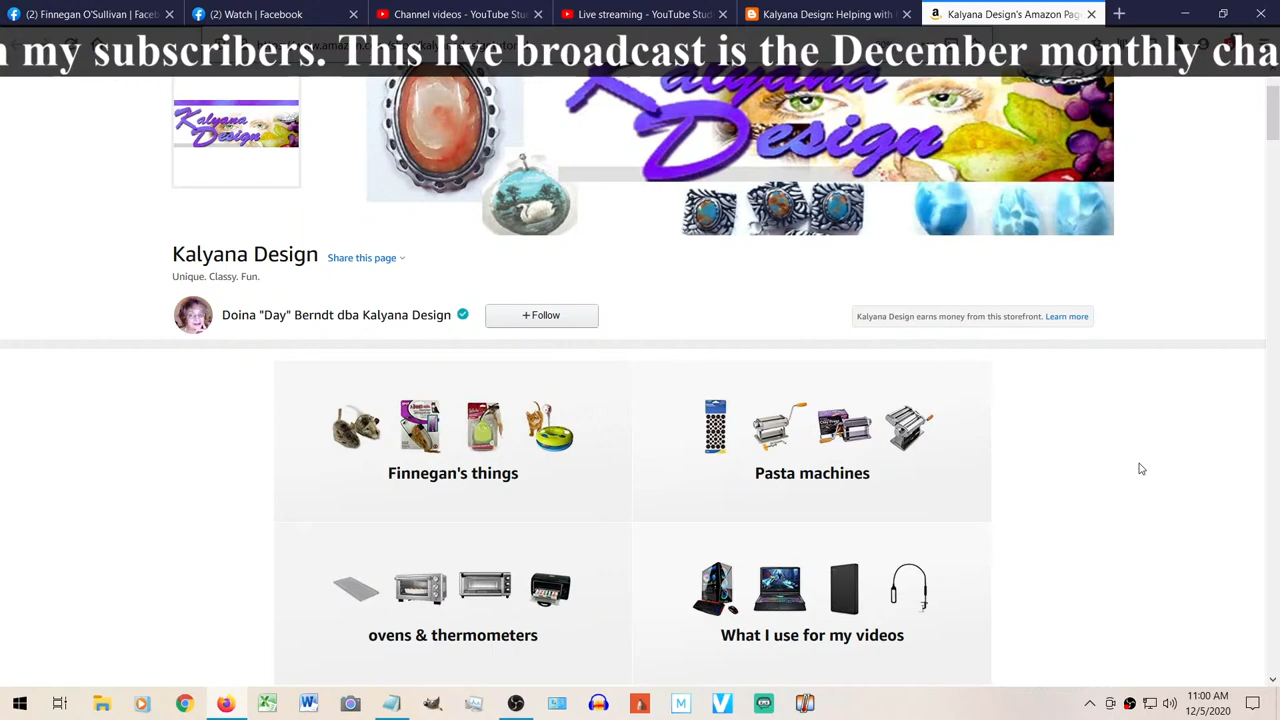 (2) Finnegan O'Sullivan | Faceb
(2) Watch | Facebook
Channel videos - YouTube Stu
Live streaming - YouTube Stud
Kalyana Design: Helping with
Kalyana Design's Amazon Pag
my subscribers. This live broadcast is the December monthly cha
Kalyana
Design
Kalyana
Design
Kalyana Design
Share this page
Unique. Classy. Fun.
Doina "Day" Berndt dba Kalyana Design
+ Follow
Kalyana Design earns money from this storefront. Learn more
Finnegan's things
Pasta machines
ovens & thermometers
What I use for my videos
11:00 AM
12/5/2020